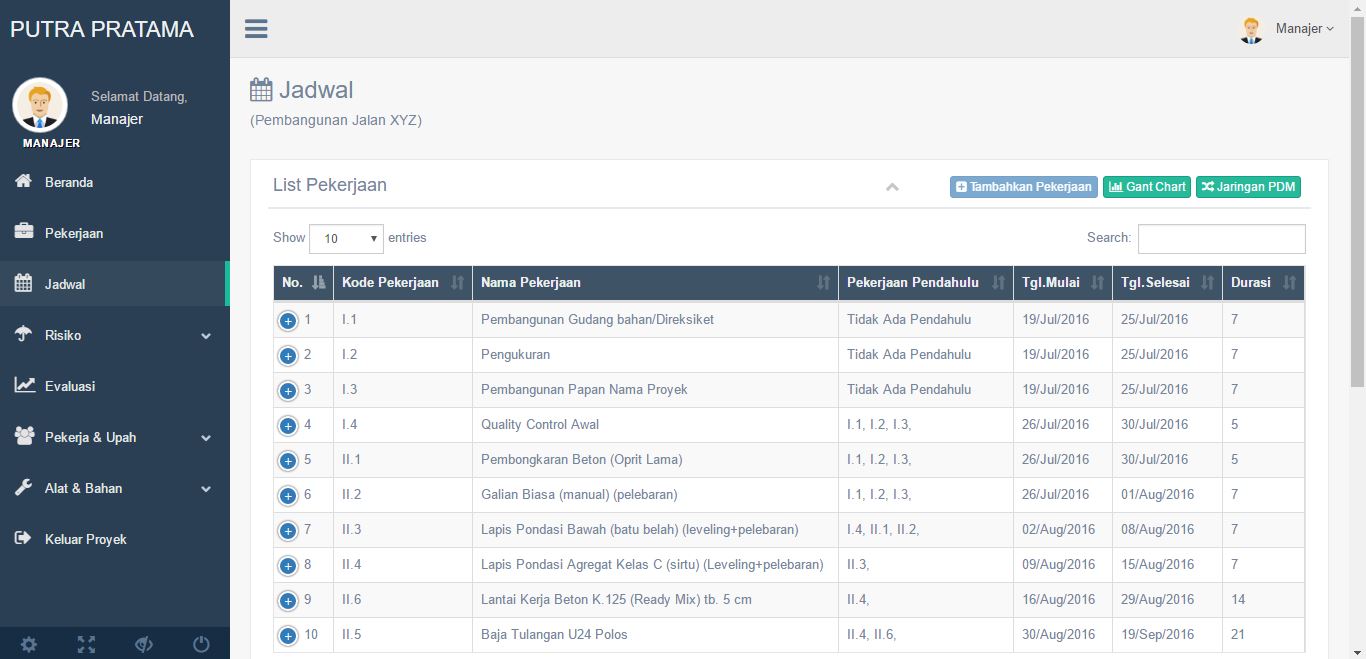 PUTRA PRATAMA
Manajer
Selamat Datang,
Manajer
MANAJER
Beranda
Pekerjaan
Jadwal
Risiko
Evaluasi
Pekerja & Upah
Alat & Bahan
Keluar Proyek
Jadwal
(Pembangunan Jalan XYZ)
List Pekerjaan Tambahkan Pekerjaan Gant Chart Jaringan PDM
Show 10 entries Search:
No. Kode Pekerjaan Nama Pekerjaan Pekerjaan Pendahulu Tgl.Mulai Tgl.Selesai Durasi
1 I.1 Pembangunan Gudang bahan/Direksiket Tidak Ada Pendahulu 19/Jul/2016 25/Jul/2016 7
2 I.2 Pengukuran Tidak Ada Pendahulu 19/Jul/2016 25/Jul/2016 7
3 I.3 Pembangunan Papan Nama Proyek Tidak Ada Pendahulu 19/Jul/2016 25/Jul/2016 7
4 I.4 Quality Control Awal I.1, I.2, I.3, 26/Jul/2016 30/Jul/2016 5
5 II.1 Pembongkaran Beton (Oprit Lama) I.1, I.2, I.3, 26/Jul/2016 30/Jul/2016 5
6 II.2 Galian Biasa (manual) (pelebaran) I.1, I.2, I.3, 26/Jul/2016 01/Aug/2016 7
7 II.3 Lapis Pondasi Bawah (batu belah) (leveling+pelebaran) I.4, II.1, II.2, 02/Aug/2016 08/Aug/2016 7
8 II.4 Lapis Pondasi Agregat Kelas C (sirtu) (Leveling+pelebaran) II.3, 09/Aug/2016 15/Aug/2016 7
9 II.6 Lantai Kerja Beton K.125 (Ready Mix) tb. 5 cm II.4, 16/Aug/2016 29/Aug/2016 14
10 II.5 Baja Tulangan U24 Polos II.4, II.6, 30/Aug/2016 19/Sep/2016 21